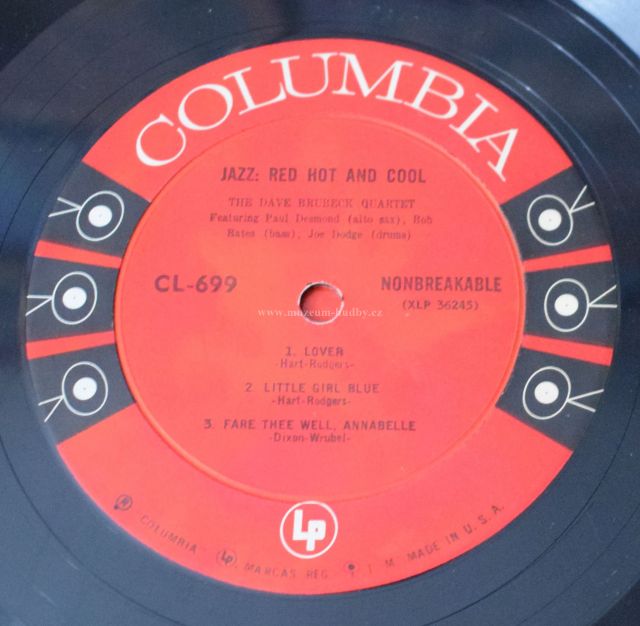 COLUMBIA
JAZZ: RED HOT AND COOL
THE DAVE BRUBECK QUARTET
Featuring Paul Desmond (alto sax), Bob
Bates (bass), Joe Dodge (drums)
CL-699
NONBREAKABLE
(XLP 36245)
www.muzeum-hudby.cz
1. LOVER
-Hart-Rodgers-
2. LITTLE GIRL BLUE
-Hart-Rodgers-
3. FARE THEE WELL, ANNABELLE
-Dixon-Wrubel-
LP
® "COLUMBIA" LP MARCAS REG. T M MADE IN U.S.A.